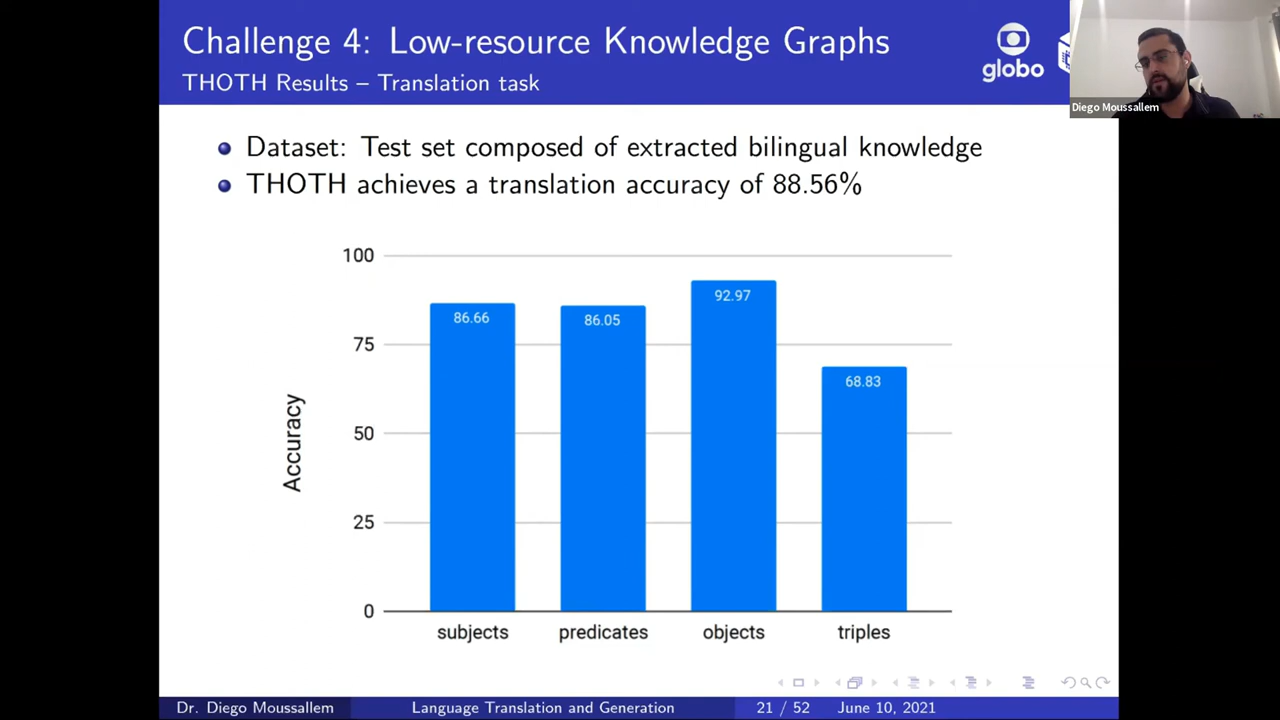 Challenge 4: Low-resource Knowledge Graphs
THOTH Results – Translation task
globo
Diego Moussallem
Dataset: Test set composed of extracted bilingual knowledge
THOTH achieves a translation accuracy of 88.56%
100
75
50
25
0
Accuracy
86.66
86.05
92.97
68.83
subjects
predicates
objects
triples
Dr. Diego Moussallem
Language Translation and Generation
21 / 52
June 10, 2021